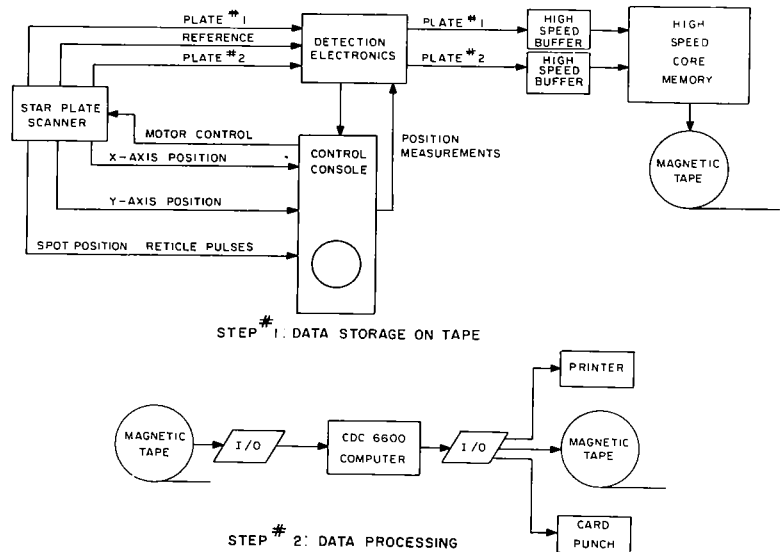 PLATE #1
REFERENCE
PLATE #2
STAR PLATE
SCANNER
DETECTION
ELECTRONICS
PLATE #1
PLATE #2
HIGH
SPEED
BUFFER
HIGH
SPEED
BUFFER
HIGH
SPEED
CORE
MEMORY
MOTOR CONTROL
X-AXIS POSITION
Y-AXIS POSITION
SPOT POSITION RETICLE PULSES
CONTROL
CONSOLE
POSITION
MEASUREMENTS
MAGNETIC
TAPE
STEP #1: DATA STORAGE ON TAPE
MAGNETIC
TAPE
I/O
CDC 6600
COMPUTER
I/O
PRINTER
MAGNETIC
TAPE
CARD
PUNCH
STEP # 2: DATA PROCESSING